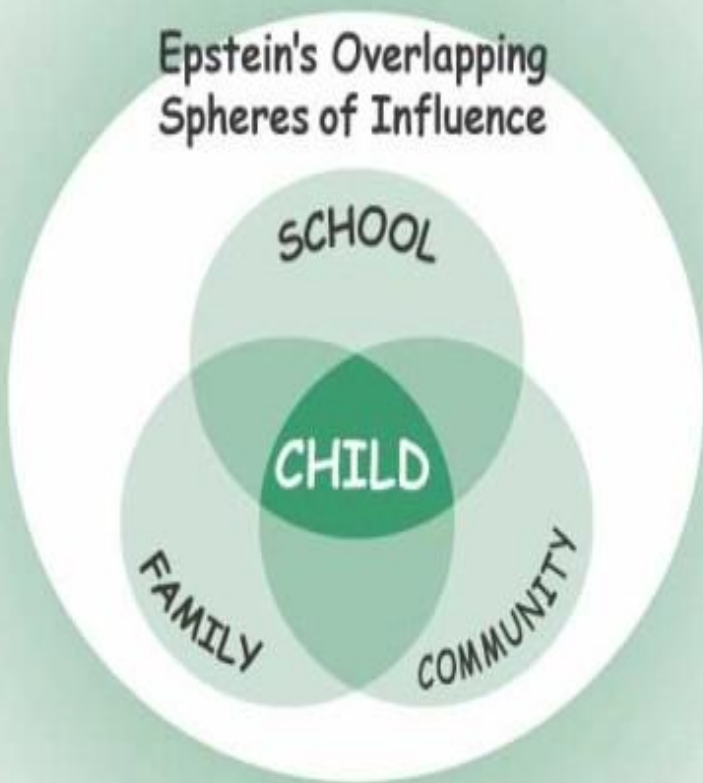 Epstein's Overlapping
Spheres of Influence
SCHOOL
CHILD
FAMILY
COMMUNITY